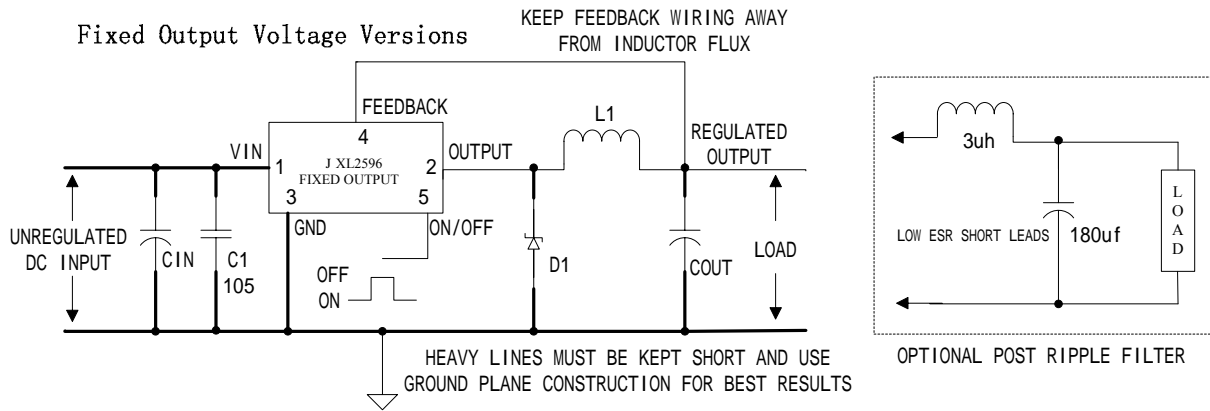 Fixed Output Voltage Versions
KEEP FEEDBACK WIRING AWAY
FROM INDUCTOR FLUX
FEEDBACK
4
L1
REGULATED
OUTPUT
VIN
1
J XL2596
FIXED OUTPUT
2
OUTPUT
3
5
GND
ON/OFF
UNREGULATED
DC INPUT
CIN
C1
105
OFF
ON
D1
COUT
LOAD
HEAVY LINES MUST BE KEPT SHORT AND USE
GROUND PLANE CONSTRUCTION FOR BEST RESULTS
3uh
LOW ESR SHORT LEADS
180uf
LOAD
OPTIONAL POST RIPPLE FILTER